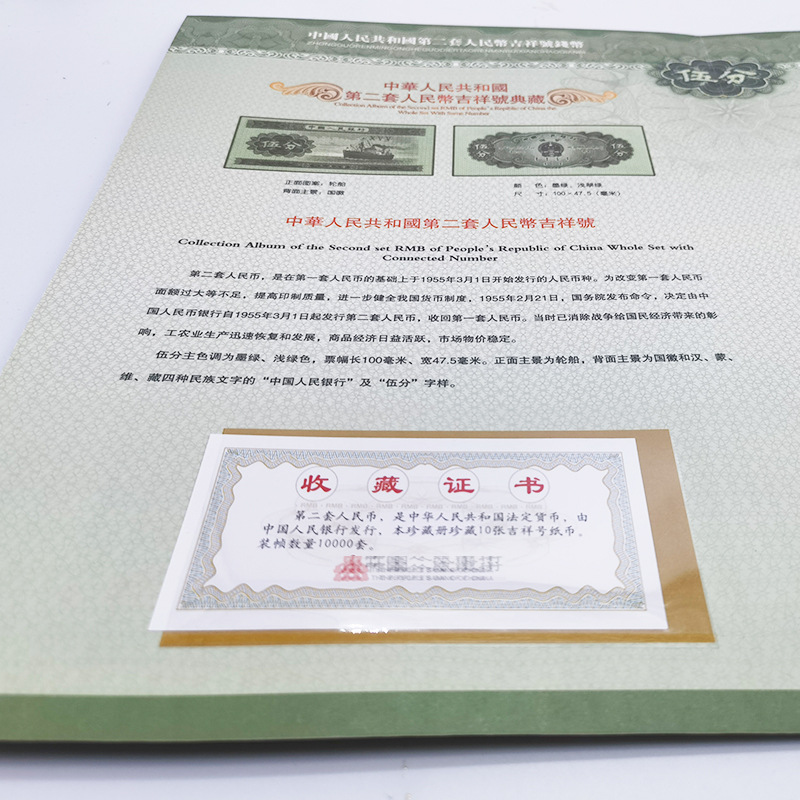 中國人民共和國第二套人民幣吉祥號錢幣
伍分
中華人民共和國
第二套人民幣吉祥號典藏
Collection Album of the Second set RMB of People's Republic of China the
Whole Set With Same Number
伍分
伍分
伍分
正面图案：轮船
背面主景：国徽
颜 色：墨绿、浅翠绿
尺 寸：100×47.5（毫米）
中華人民共和國第二套人民幣吉祥號
Collection Album of the Second set RMB of People's Republic of China Whole Set with
Connected Number
第二套人民币，是在第一套人民币的基础上于1955年3月1日开始发行的人民币种。为改变第一套人民币
面额过大等不足，提高印制质量，进一步健全我国货币制度，1955年2月21日，国务院发布命令，决定由中
国人民币银行自1955年3月1日起发行第二套人民币，收回第一套人民币。当时已消除战争给国民经济带来的影
响，工农业生产迅速恢复和发展，商品经济日益活跃，市场物价稳定。
伍分主色调为墨绿、浅绿色，票幅长100毫米、宽47.5毫米。正面主景为轮船，背面主景为国徽和汉、蒙、
维、藏四种民族文字的“中国人民银行”及“伍分”字样。
收藏证书
第二套人民币，是中华人民共和国法定货币，由
中国人民银行发行、本珍藏册珍藏10张吉祥号纸币。
装帧数量10000套。